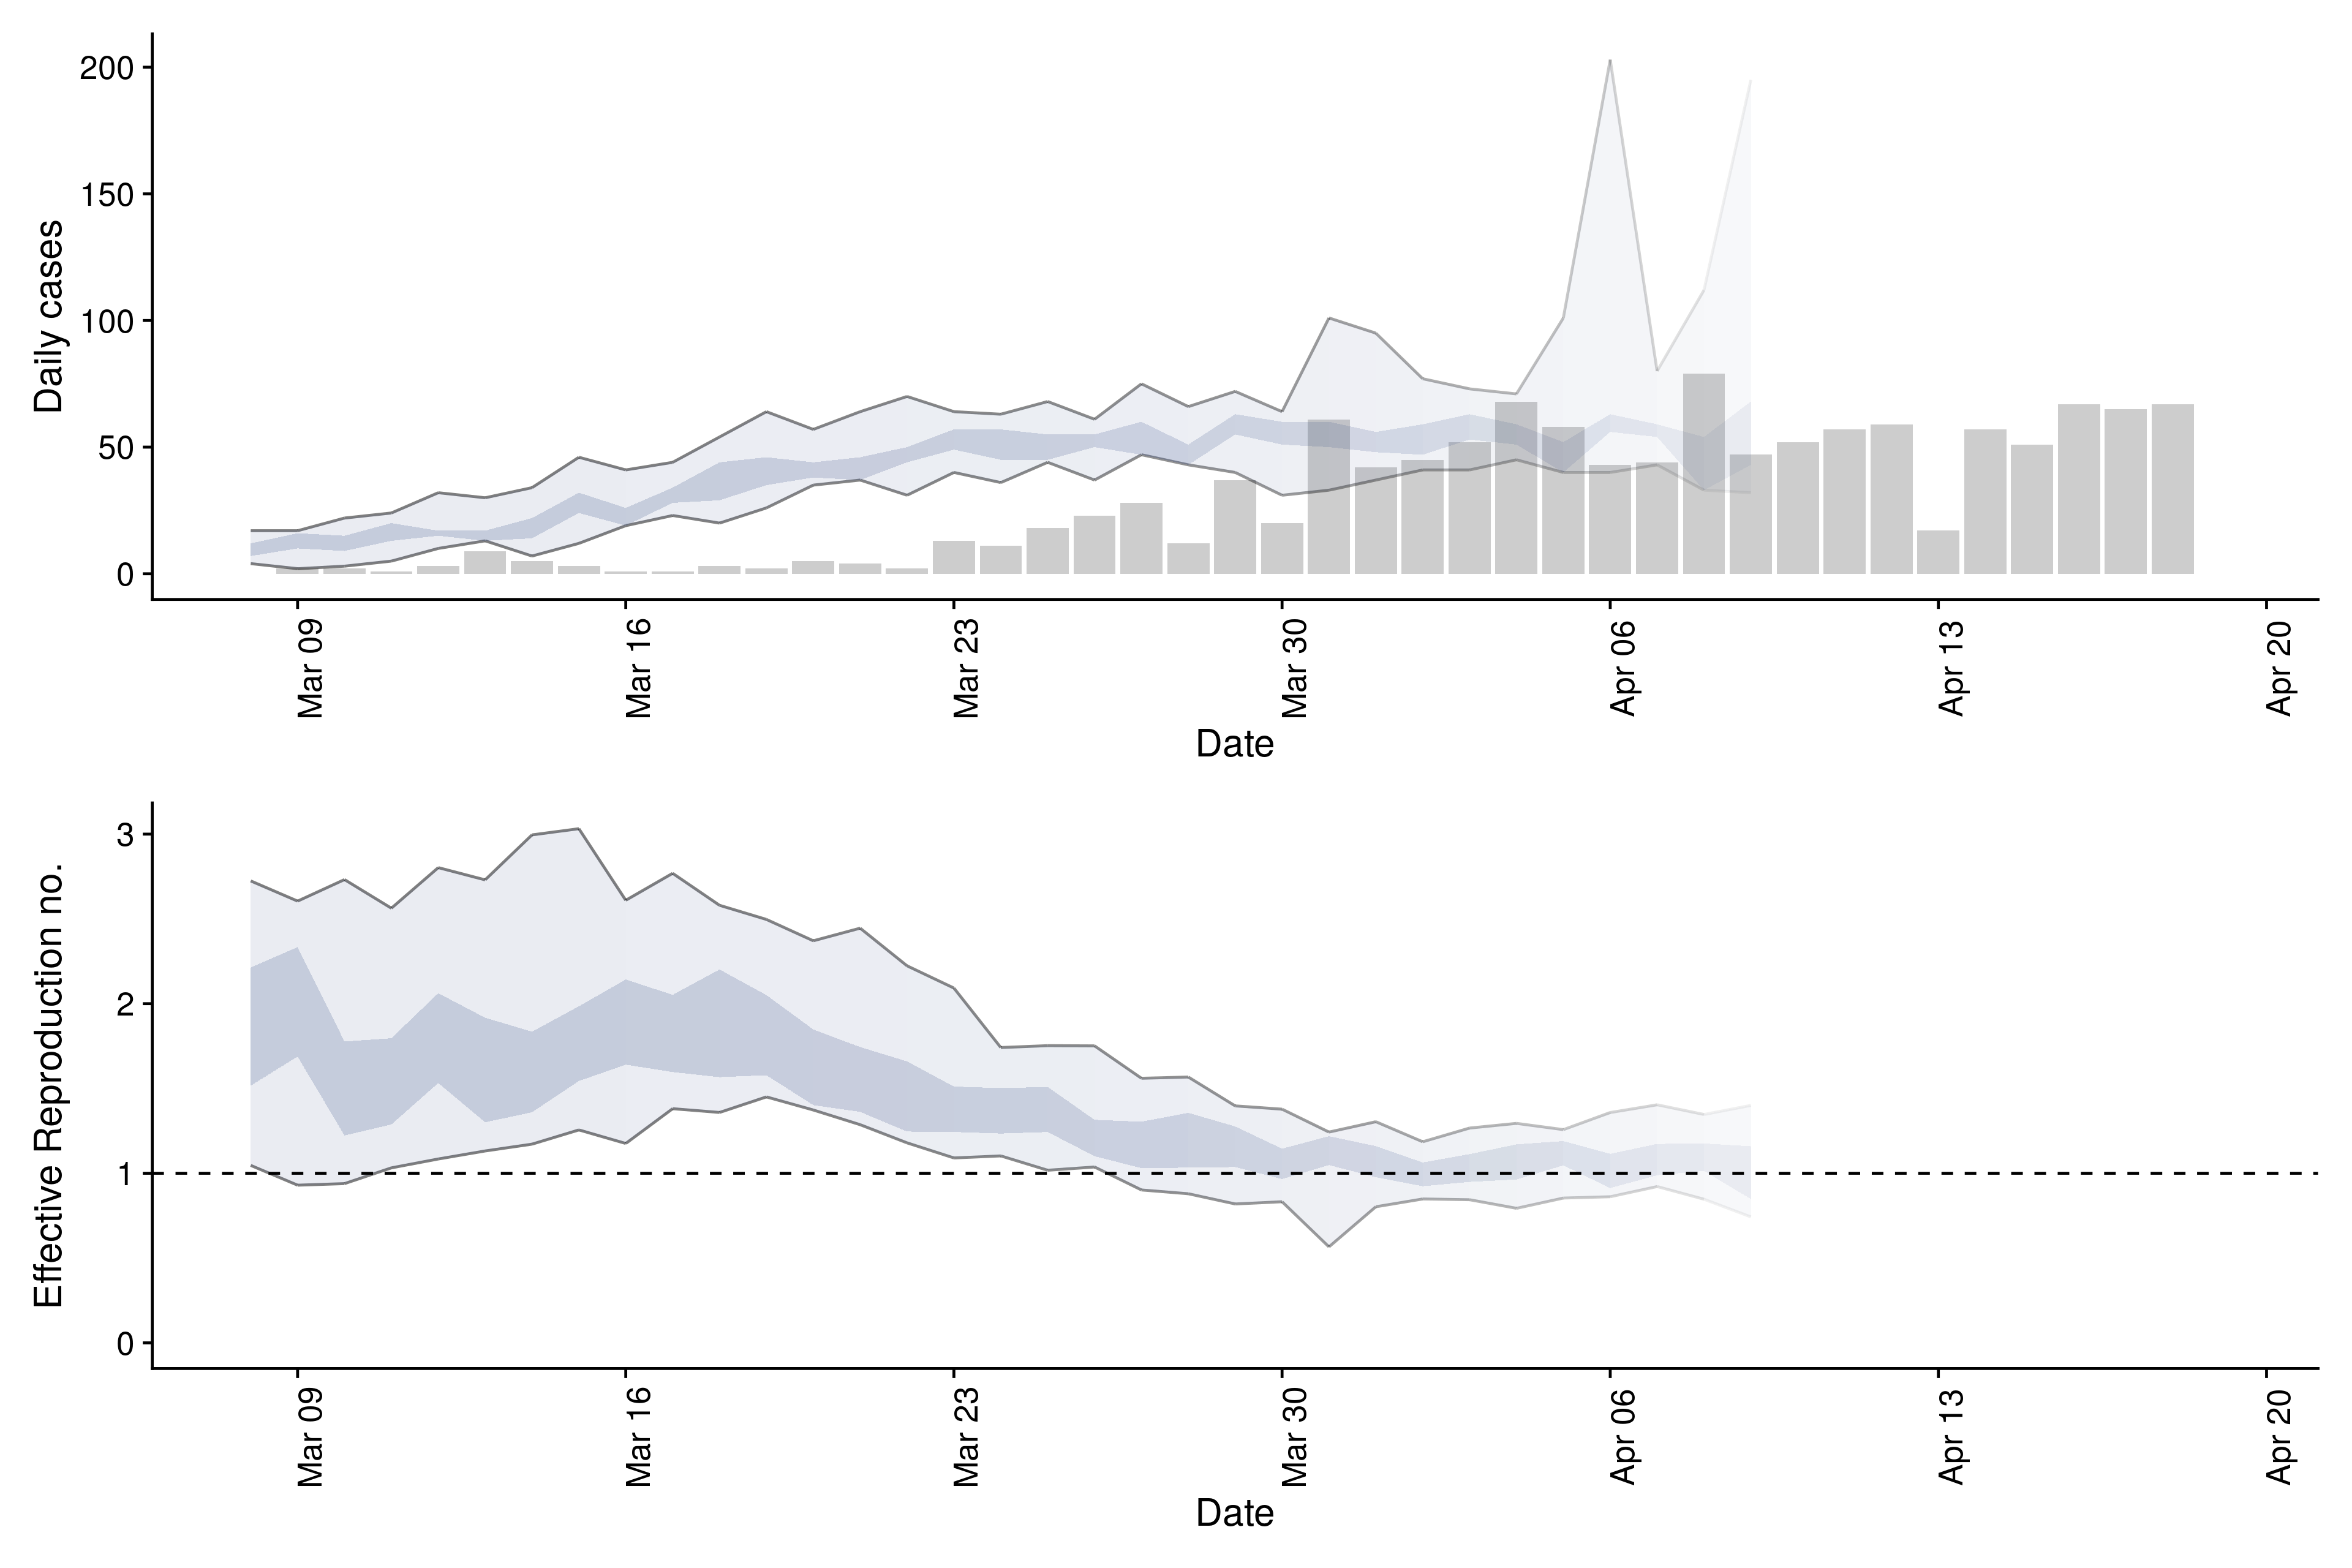 Daily cases
200
150
100
50
0
Mar 09
Mar 16
Mar 23
Mar 30
Apr 06
Apr 13
Apr 20
Date
Effective Reproduction no.
3
2
1
0
Mar 09
Mar 16
Mar 23
Mar 30
Apr 06
Apr 13
Apr 20
Date